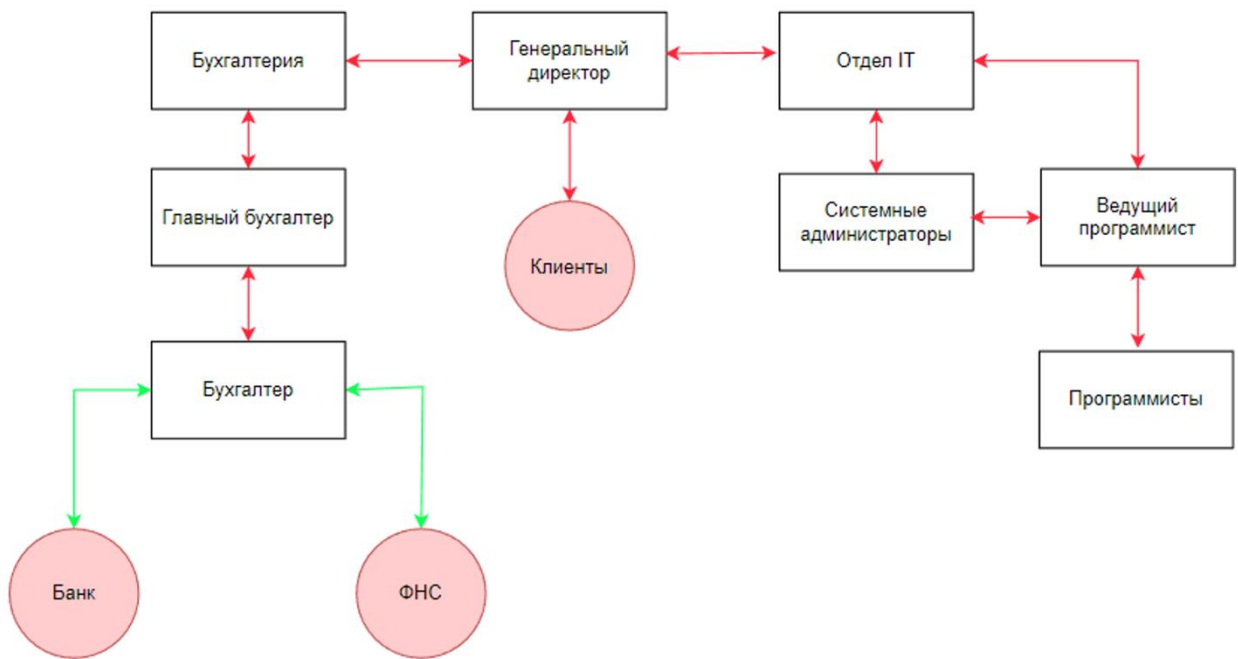 Бухгалтерия
Генеральный
директор
Отдел IT
Главный бухгалтер
Клиенты
Системные
администраторы
Ведущий
программист
Бухгалтер
Программисты
Банк
ФНС